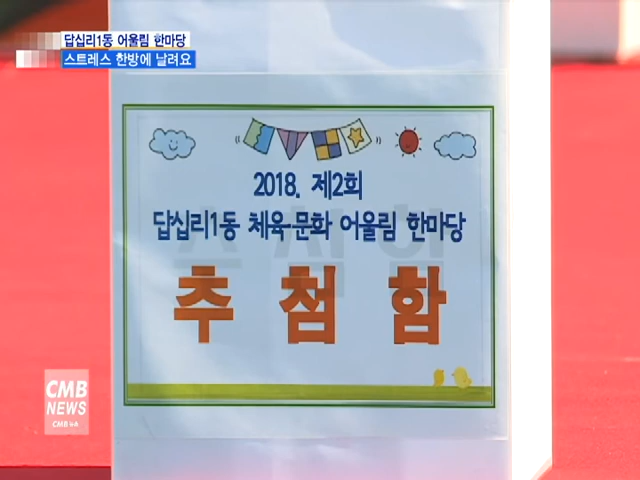 답십리1동 어울림 한마당
스트레스 한방에 날려요
2018. 제2회
답십리1동 체육·문화 어울림 한마당
추첨함
CMB
NEWS